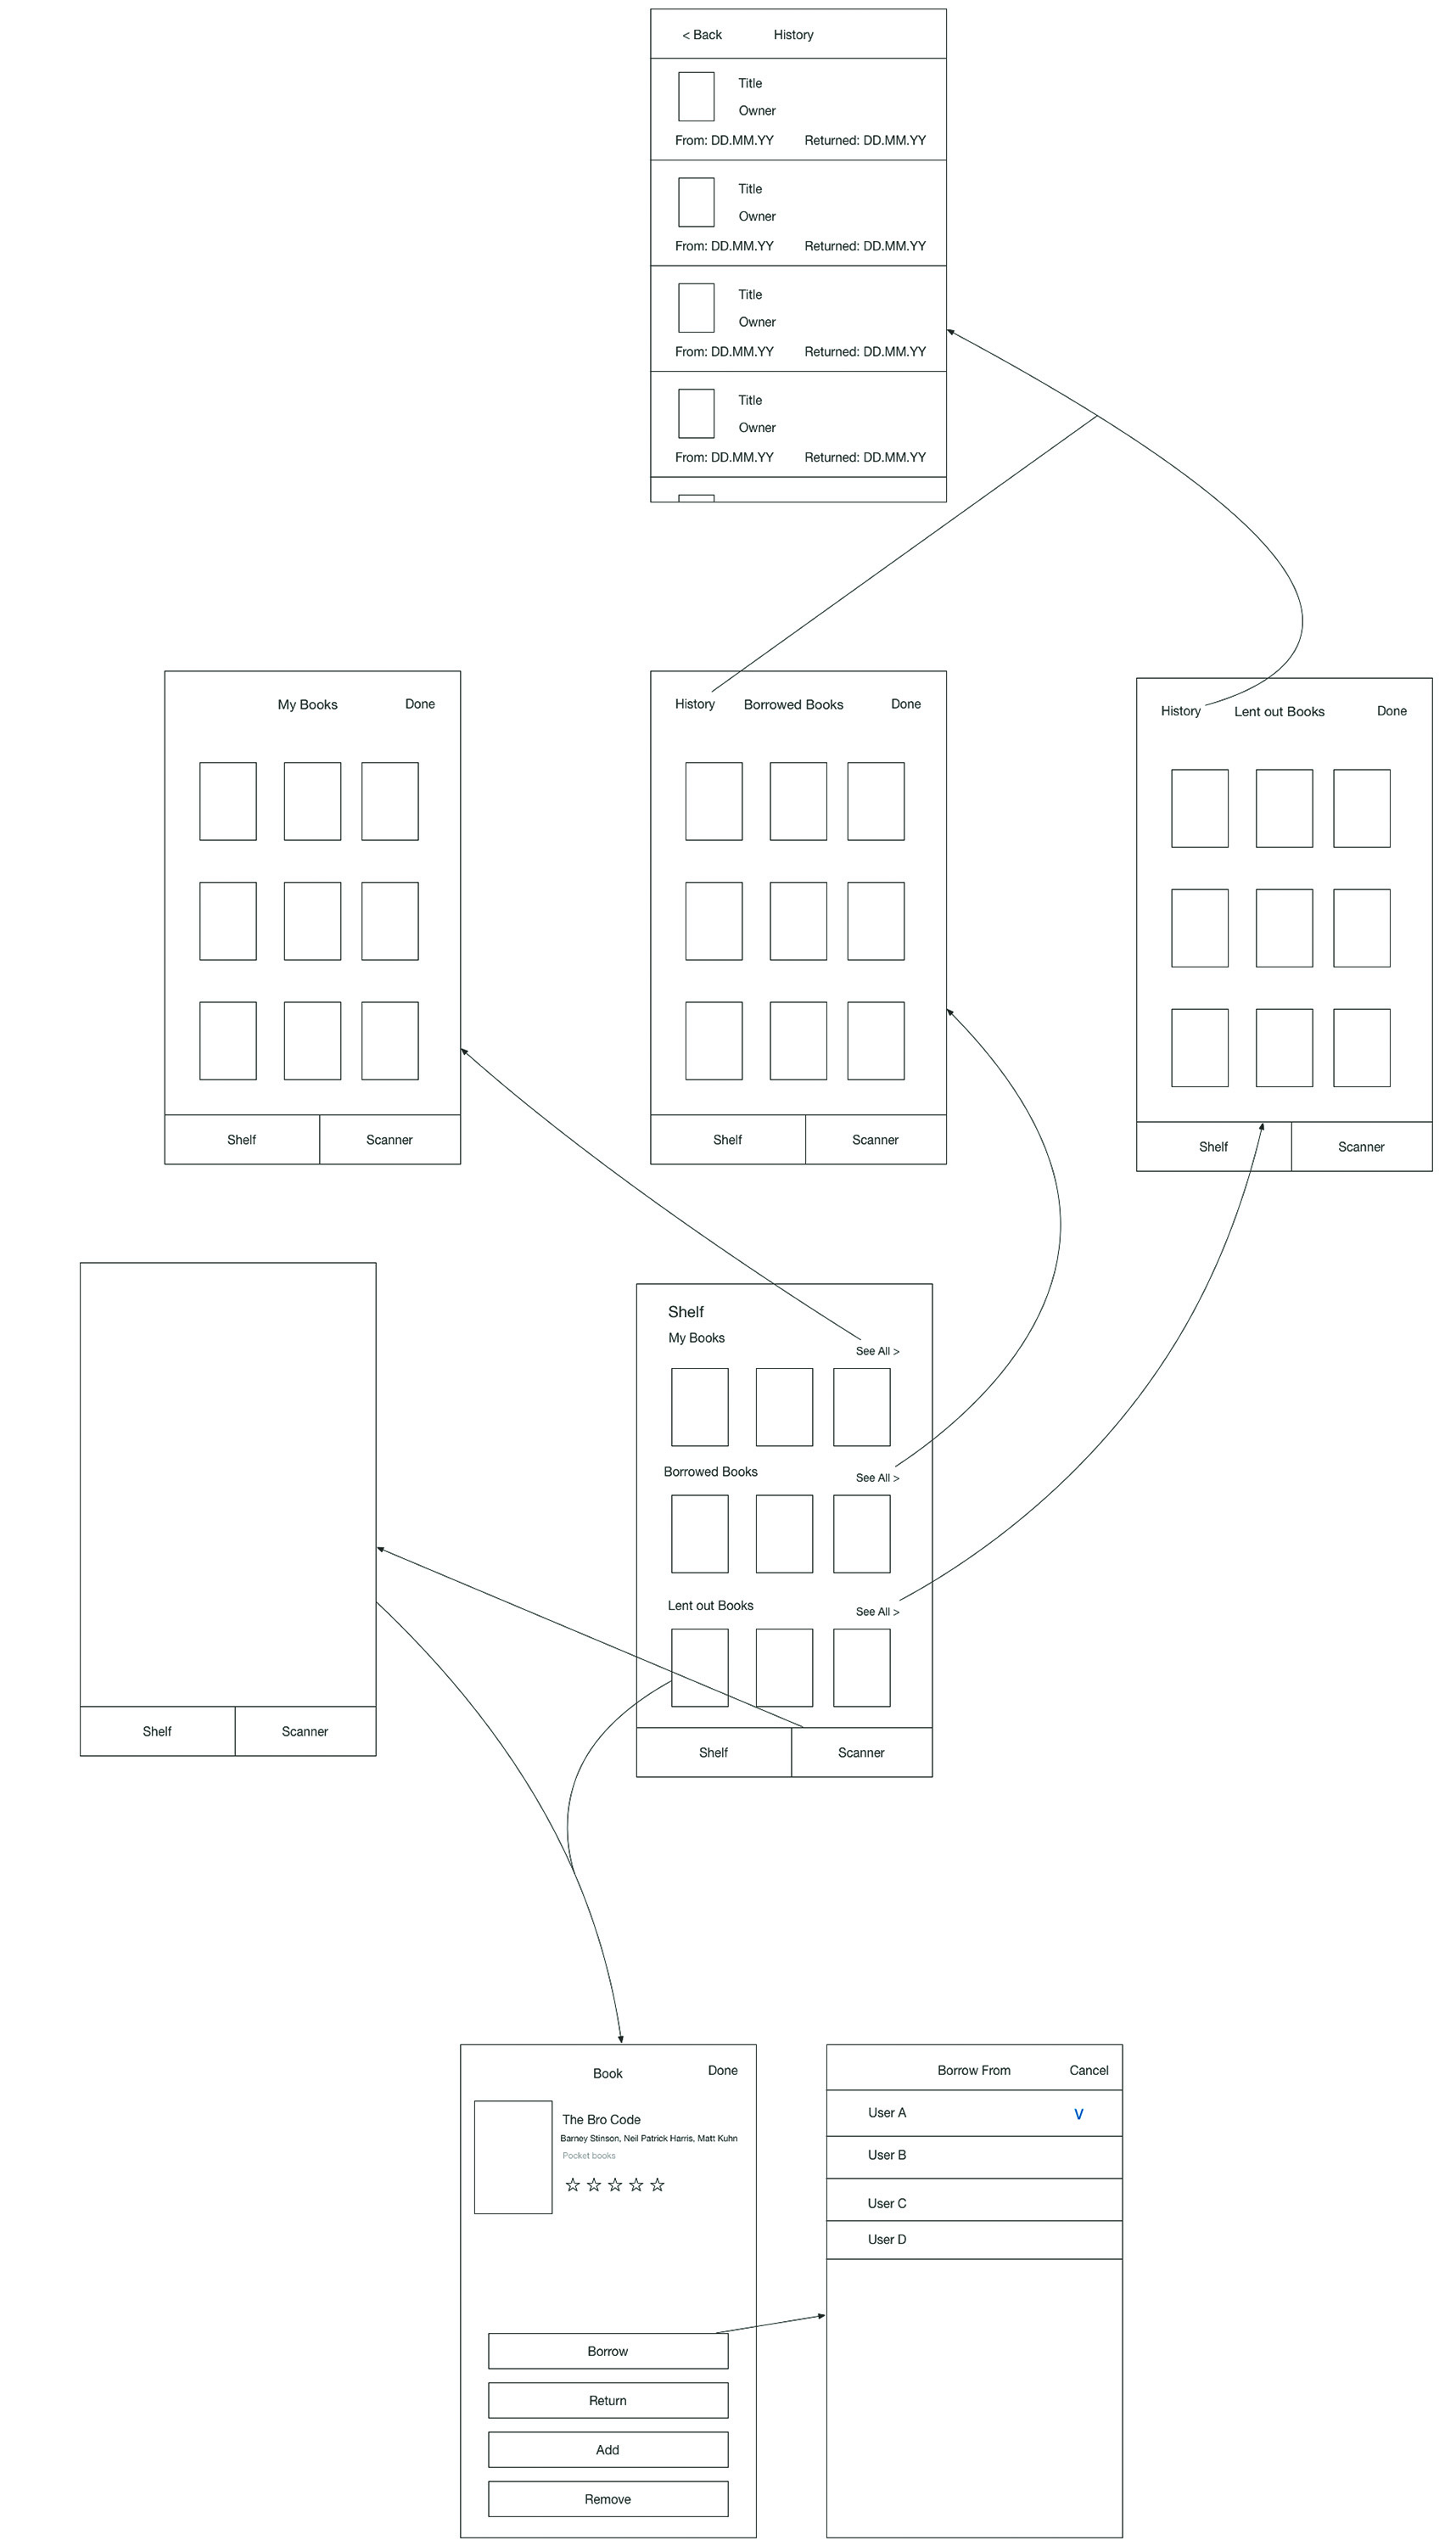 < Back History
Title
Owner
From: DD.MM.YY Returned: DD.MM.YY
Title
Owner
From: DD.MM.YY Returned: DD.MM.YY
Title
Owner
From: DD.MM.YY Returned: DD.MM.YY
Title
Owner
From: DD.MM.YY Returned: DD.MM.YY
My Books Done
Shelf Scanner
History Borrowed Books Done
Shelf Scanner
History Lent out Books Done
Shelf Scanner
Shelf Scanner
Shelf
My Books
See All >
Borrowed Books
See All >
Lent out Books
See All >
Shelf Scanner
Book Done
The Bro Code
Barney Stinson, Neil Patrick Harris, Matt Kuhn
Pocket books
Borrow
Return
Add
Remove
Borrow From Cancel
User A V
User B
User C
User D